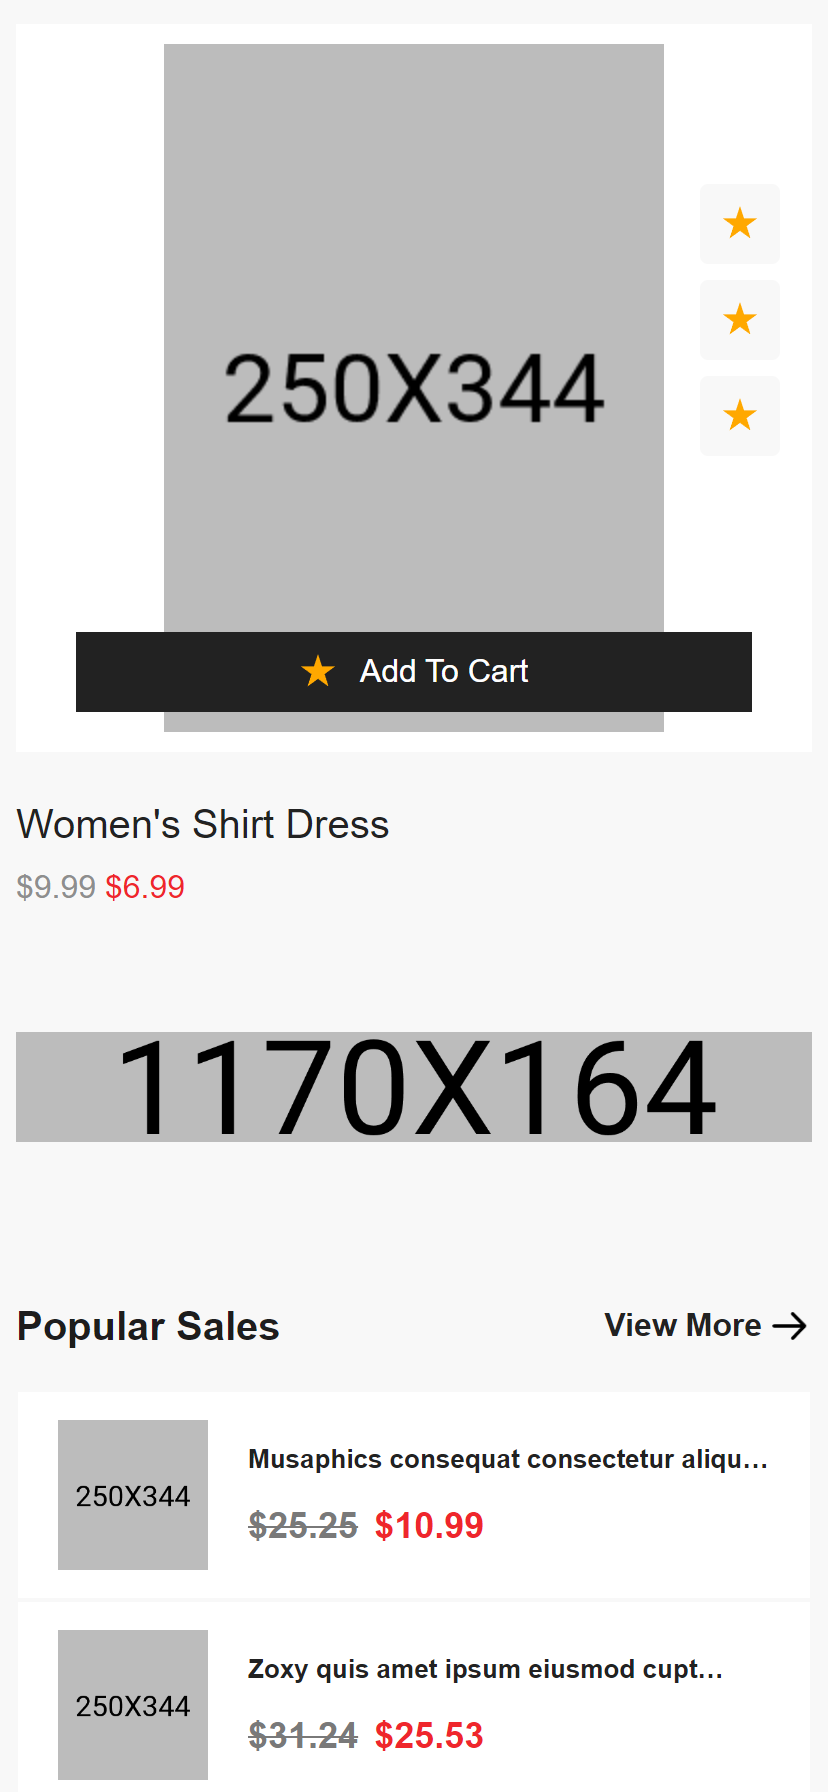 250X344
Add To Cart
Women's Shirt Dress
$9.99 $6.99
1170X164
Popular Sales
View More
250X344
Musaphics consequat consectetur aliqu...
$25.25 $10.99
250X344
Zoxy quis amet ipsum eiusmod cupt...
$31.24 $25.53